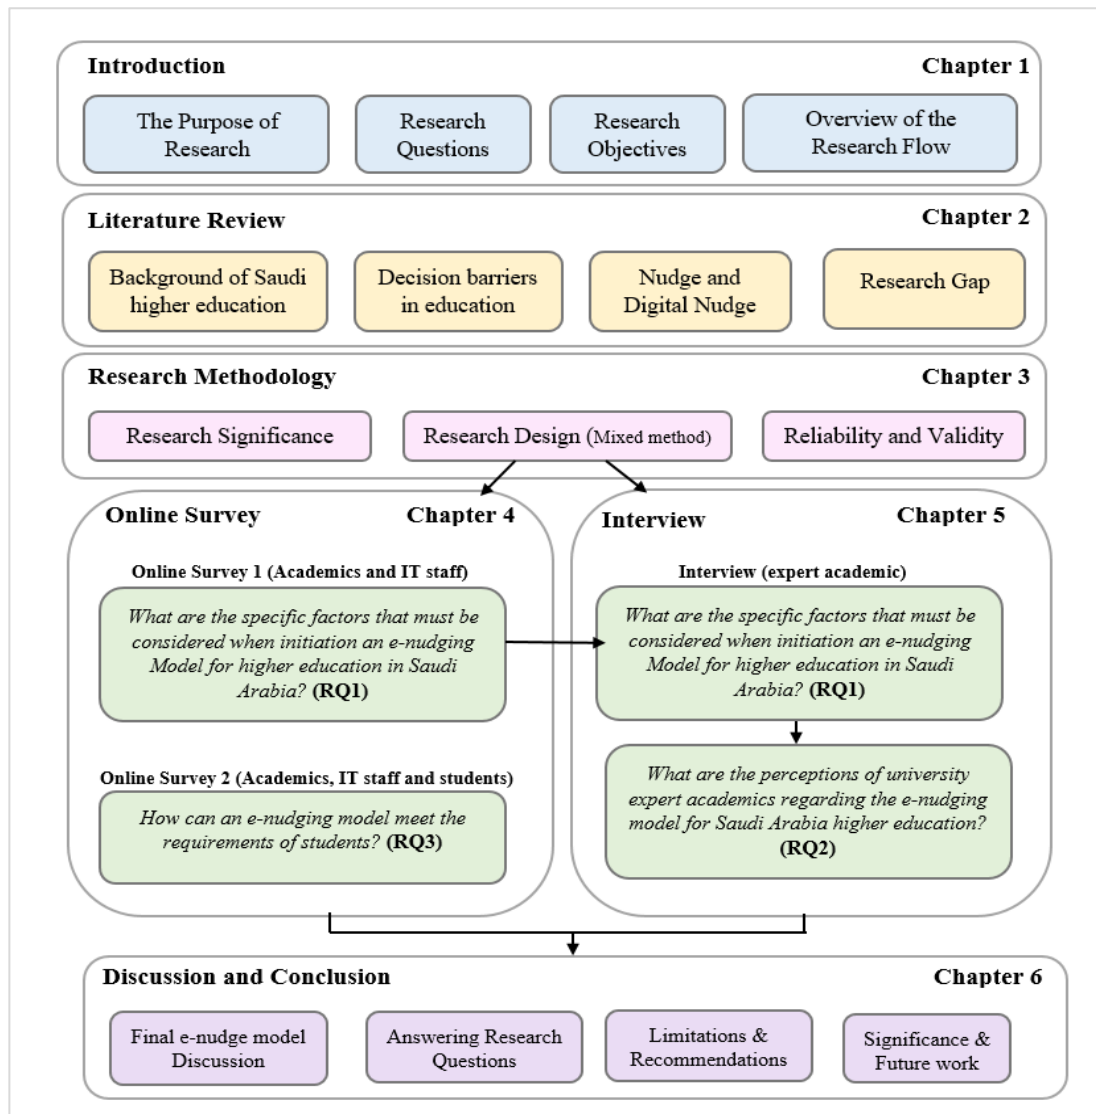 Introduction
Chapter 1
The Purpose of
Research
Research
Questions
Research
Objectives
Overview of the
Research Flow
Literature Review
Chapter 2
Background of Saudi
higher education
Decision barriers
in education
Nudge and
Digital Nudge
Research Gap
Research Methodology
Chapter 3
Research Significance
Research Design (Mixed method)
Reliability and Validity
Online Survey
Chapter 4
Online Survey 1 (Academics and IT staff)
What are the specific factors that must be
considered when initiation an e-nudging
Model for higher education in Saudi
Arabia? (RQ1)
Online Survey 2 (Academics, IT staff and students)
How can an e-nudging model meet the
requirements of students? (RQ3)
Interview
Chapter 5
Interview (expert academic)
What are the specific factors that must be
considered when initiation an e-nudging
Model for higher education in Saudi
Arabia? (RQ1)
What are the perceptions of university
expert academics regarding the e-nudging
model for Saudi Arabia higher education?
(RQ2)
Discussion and Conclusion
Chapter 6
Final e-nudge model
Discussion
Answering Research
Questions
Limitations &
Recommendations
Significance &
Future work